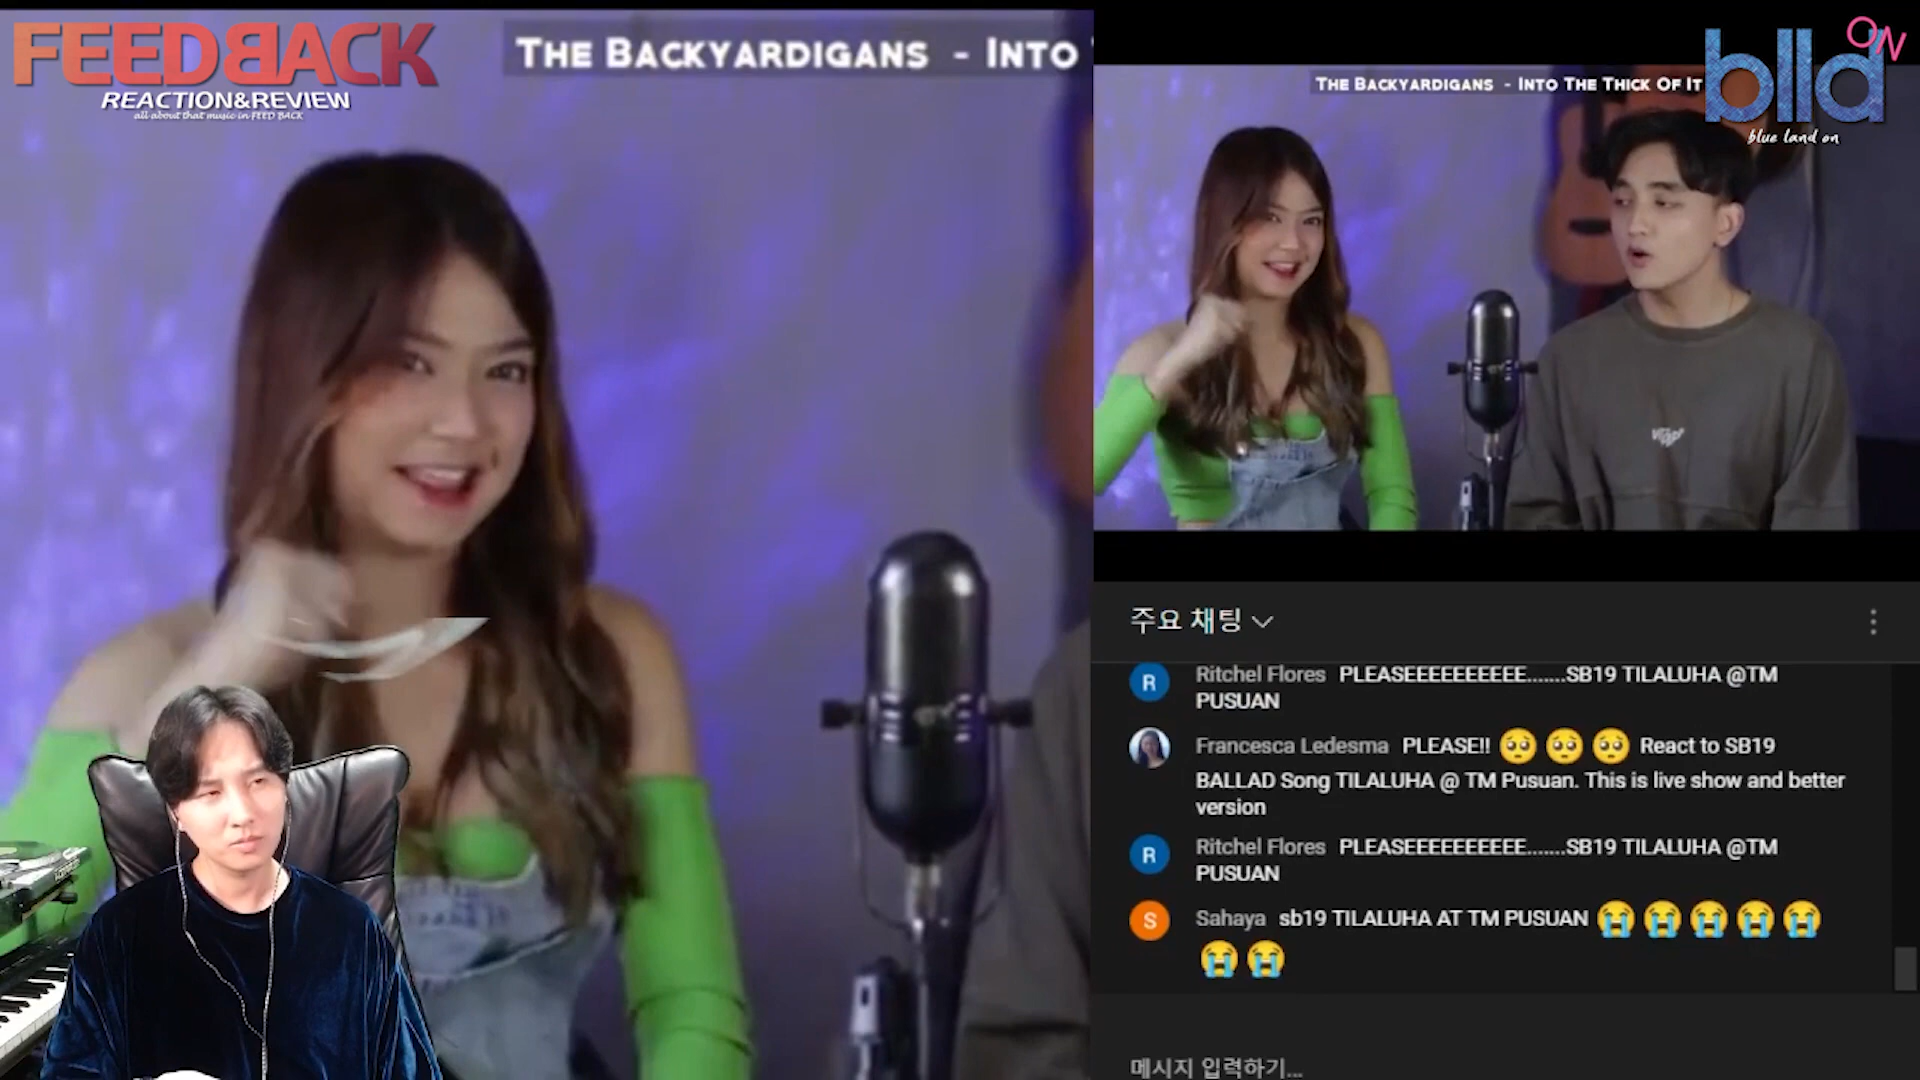 FEEDBACK
REACTION&REVIEW
all about that music in FEED BACK
THE BACKYARDIGANS - INTO
THE BACKYARDIGANS - INTO THE THICK OF IT
ON
blld
blue land on
주요 채팅
R Ritchel Flores PLEASEEEEEEEEEE.......SB19 TILALUHA @TM
PUSUAN
Francesca Ledesma PLEASE!! 🥺🥺🥺 React to SB19
BALLAD Song TILALUHA @ TM Pusuan. This is live show and better
version
R Ritchel Flores PLEASEEEEEEEEEE.......SB19 TILALUHA @TM
PUSUAN
S Sahaya sb19 TILALUHA AT TM PUSUAN 😭😭😭😭😭
😭😭
메시지 입력하기...